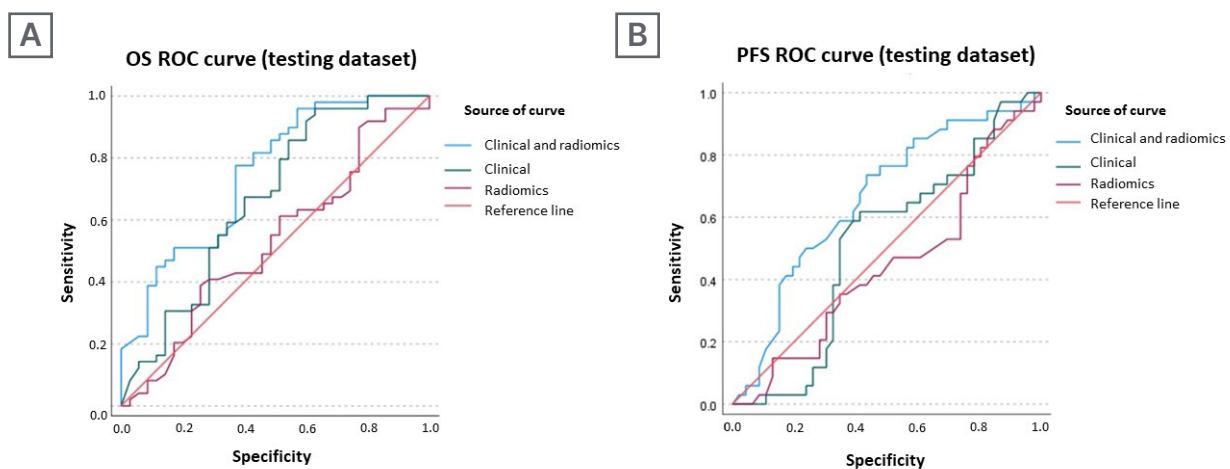 A
OS ROC curve (testing dataset)
1.0
0.8
0.6
0.4
0.2
0.0
Sensitivity
0.0 0.2 0.4 0.6 0.8 1.0
Specificity
Source of curve
Clinical and radiomics
Clinical
Radiomics
Reference line
B
PFS ROC curve (testing dataset)
1.0
0.8
0.6
0.4
0.2
0.0
Sensitivity
0.0 0.2 0.4 0.6 0.8 1.0
Specificity
Source of curve
Clinical and radiomics
Clinical
Radiomics
Reference line